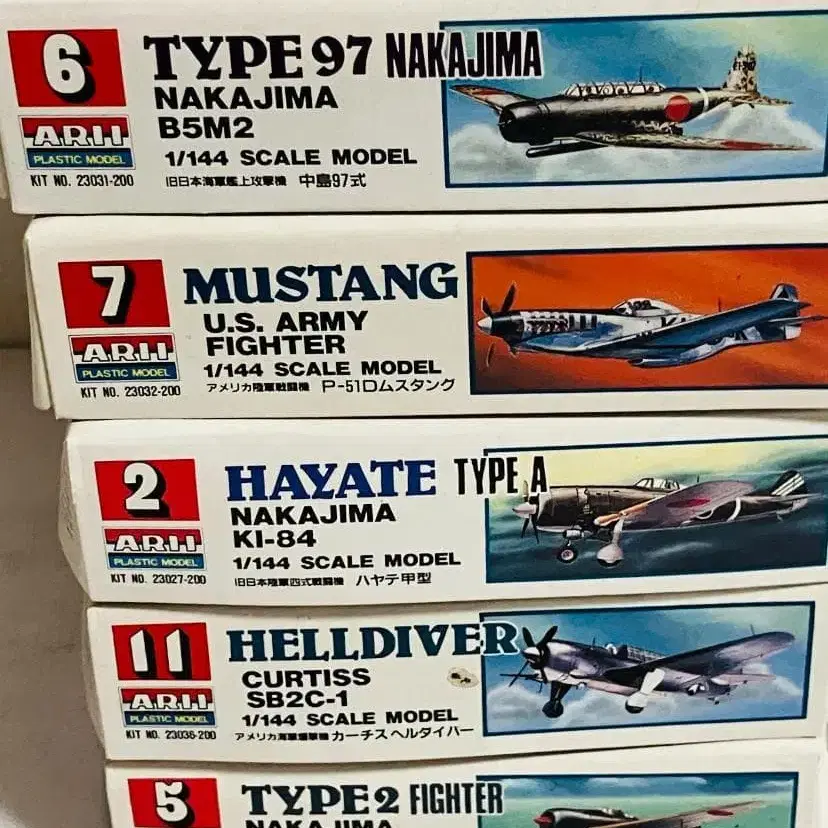 6
TYPE 97 NAKAJIMA
NAKAJIMA
B5M2
ARII
PLASTIC MODEL
1/144 SCALE MODEL
KIT NO. 23031-200
旧日本海軍艦上攻撃機 中島97式
7
MUSTANG
U.S. ARMY
FIGHTER
ARII
PLASTIC MODEL
1/144 SCALE MODEL
KIT NO. 23032-200
アメリカ陸軍戦闘機 P-51Dムスタング
2
HAYATE TYPE A
NAKAJIMA
KI-84
ARII
PLASTIC MODEL
1/144 SCALE MODEL
KIT NO. 23027-200
旧日本陸軍四式戦闘機 ハヤテ甲型
11
HELLDIVER
CURTISS
SB2C-1
ARII
PLASTIC MODEL
1/144 SCALE MODEL
KIT NO. 23036-200
アメリカ海軍爆撃機 カーチスヘルダイバー
5
TYPE 2 FIGHTER
NAKAJIMA